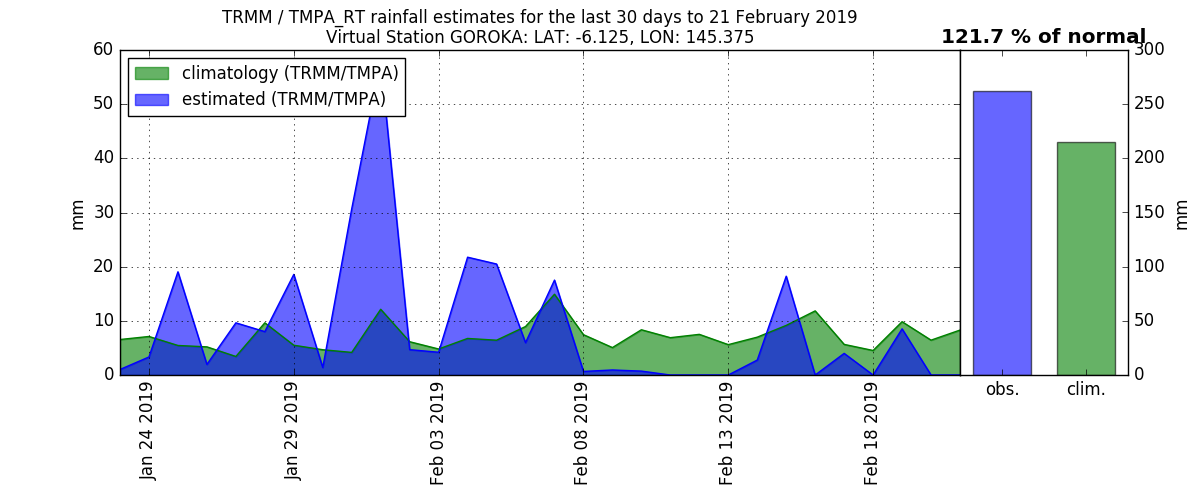 TRMM / TMPA_RT rainfall estimates for the last 30 days to 21 February 2019
Virtual Station GOROKA: LAT: -6.125, LON: 145.375
121.7 % of normal
climatology (TRMM/TMPA)
estimated (TRMM/TMPA)
60
50
40
30
20
10
0
mm
Jan 24 2019
Jan 29 2019
Feb 03 2019
Feb 08 2019
Feb 13 2019
Feb 18 2019
300
250
200
150
100
50
0
mm
obs.
clim.